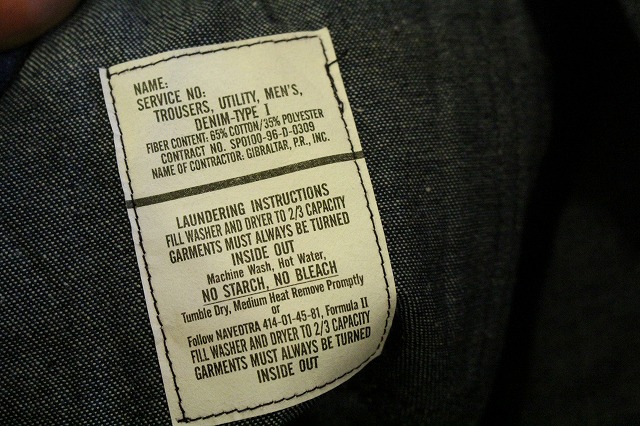 NAME:
SERVICE NO:
TROUSERS, UTILITY, MEN'S,
DENIM-TYPE I
FIBER CONTENT: 65% COTTON/35% POLYESTER
CONTRACT NO. SPO100-96-D-0309
NAME OF CONTRACTOR: GIBRALTAR, P.R., INC.
LAUNDERING INSTRUCTIONS
FILL WASHER AND DRYER TO 2/3 CAPACITY
GARMENTS MUST ALWAYS BE TURNED
INSIDE OUT
Machine Wash, Hot Water,
NO STARCH, NO BLEACH
Tumble Dry, Medium Heat Remove Promptly
or
Follow NAVEDTRA 414-01-45-81, Formula II
FILL WASHER AND DRYER TO 2/3 CAPACITY
GARMENTS MUST ALWAYS BE TURNED
INSIDE OUT